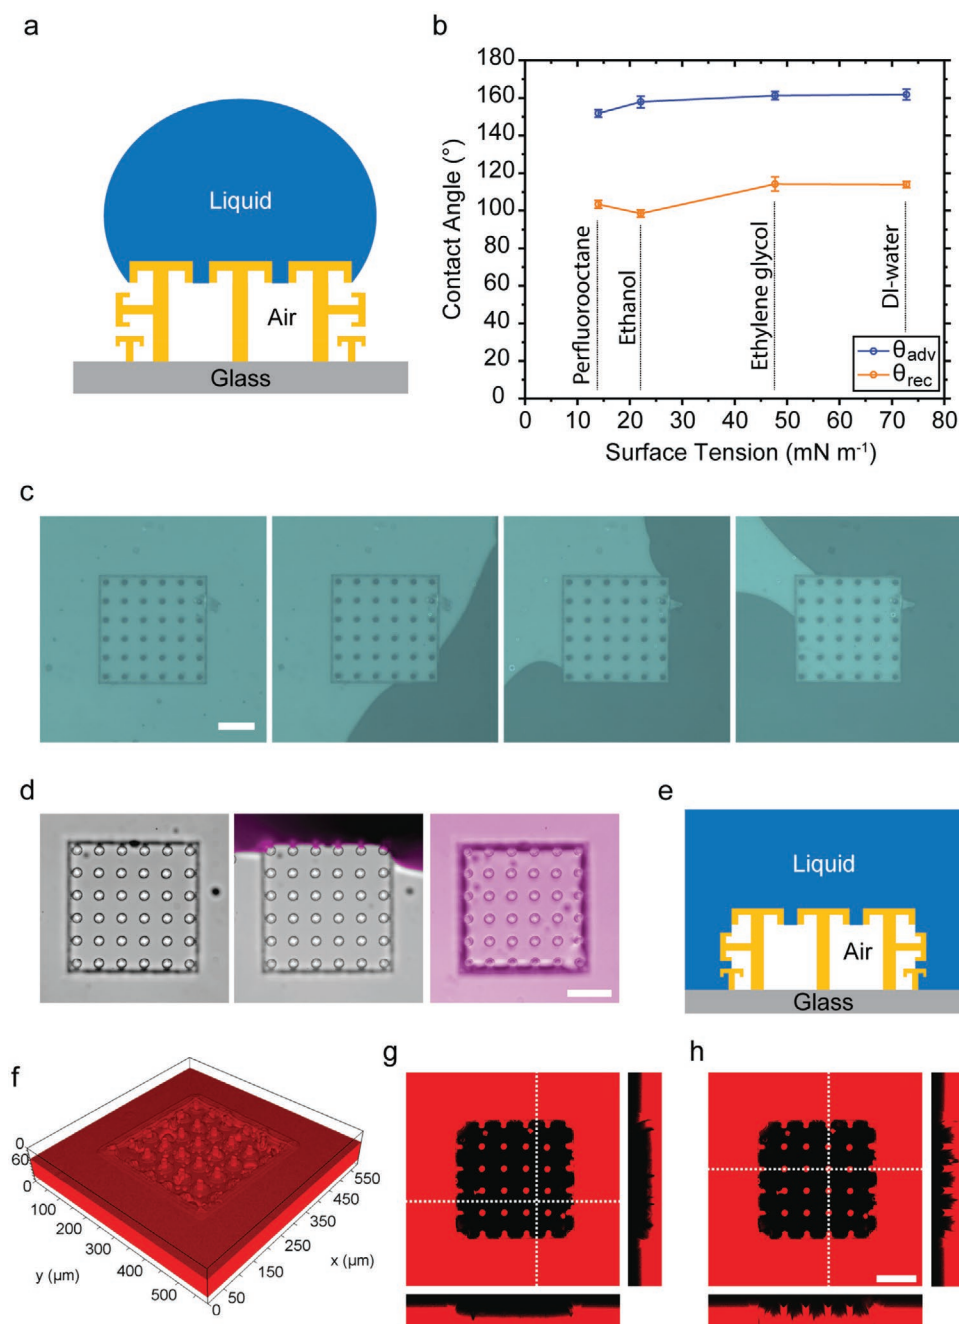 a
Liquid
Air
Glass
b
180
160
140
120
100
80
60
40
20
0
Contact Angle (°)
Perfluorooctane
Ethanol
Ethylene glycol
DI-water
θadv
θrec
0 10 20 30 40 50 60 70 80
Surface Tension (mN m⁻¹)
c
d
e
Liquid
Air
Glass
f
0
60
0
100
200
300
400
500
y (µm)
0
50
150
250
350
450
550
x (µm)
g
h